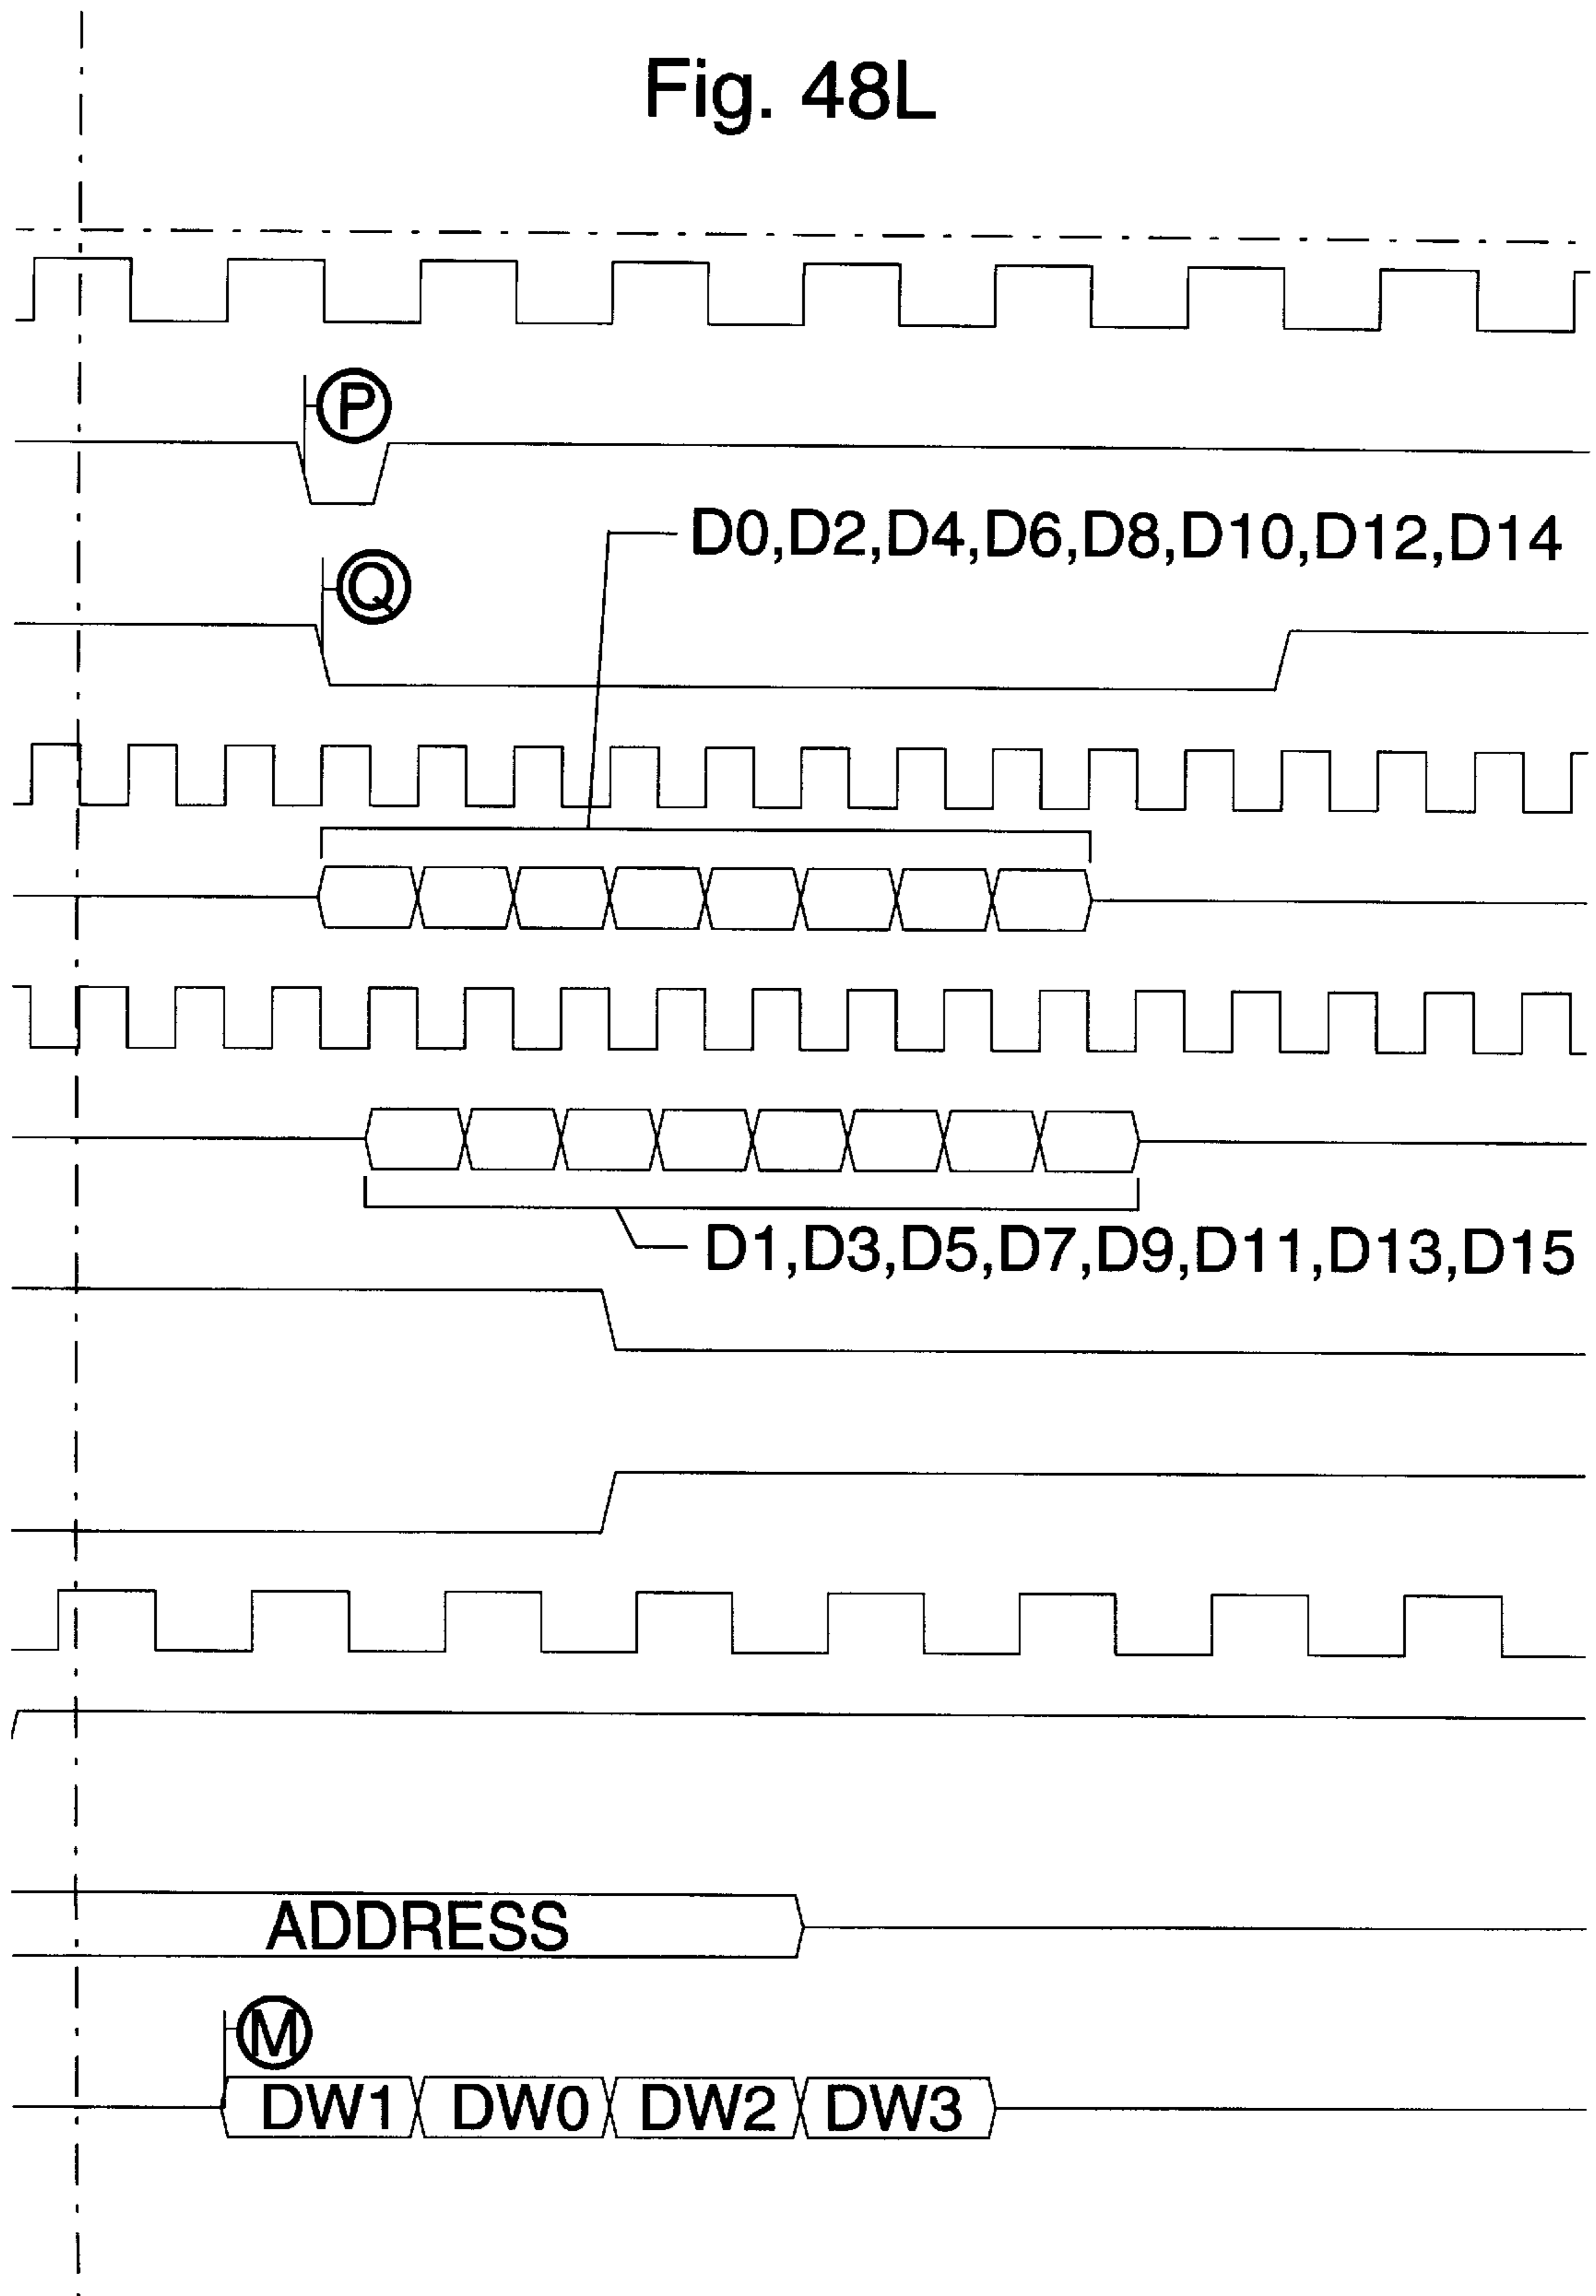 Fig. 48L
P
D0,D2,D4,D6,D8,D10,D12,D14
Q
D1,D3,D5,D7,D9,D11,D13,D15
ADDRESS
M
DW1 DW0 DW2 DW3